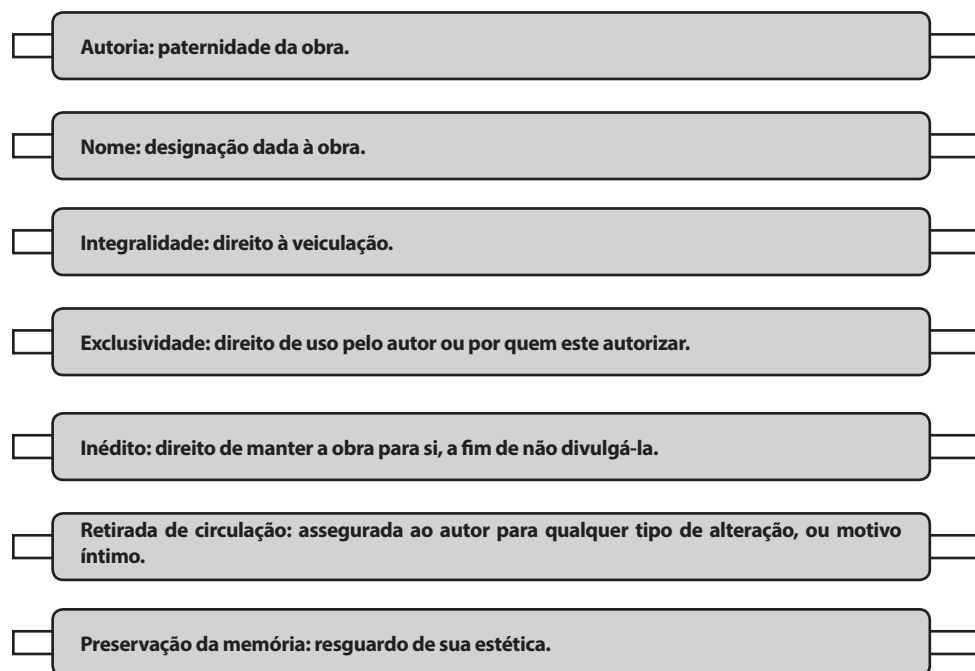 Autoria: paternidade da obra.
Nome: designação dada à obra.
Integralidade: direito à veiculação.
Exclusividade: direito de uso pelo autor ou por quem este autorizar.
Inédito: direito de manter a obra para si, a fim de não divulgá-la.
Retirada de circulação: assegurada ao autor para qualquer tipo de alteração, ou motivo
íntimo.
Preservação da memória: resguardo de sua estética.